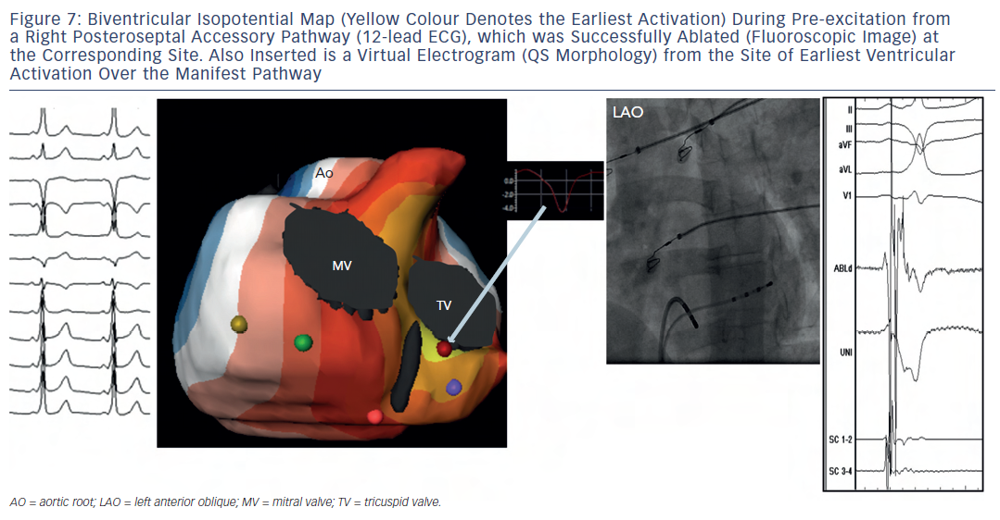 Figure 7: Biventricular Isopotential Map (Yellow Colour Denotes the Earliest Activation) During Pre-excitation from
a Right Posteroseptal Accessory Pathway (12-lead ECG), which was Successfully Ablated (Fluoroscopic Image) at
the Corresponding Site. Also Inserted is a Virtual Electrogram (QS Morphology) from the Site of Earliest Ventricular
Activation Over the Manifest Pathway
Ao
MV
TV
LAO
II
III
aVF
aVL
V1
ABLd
UNI
SC 1-2
SC 3-4
AO = aortic root; LAO = left anterior oblique; MV = mitral valve; TV = tricuspid valve.